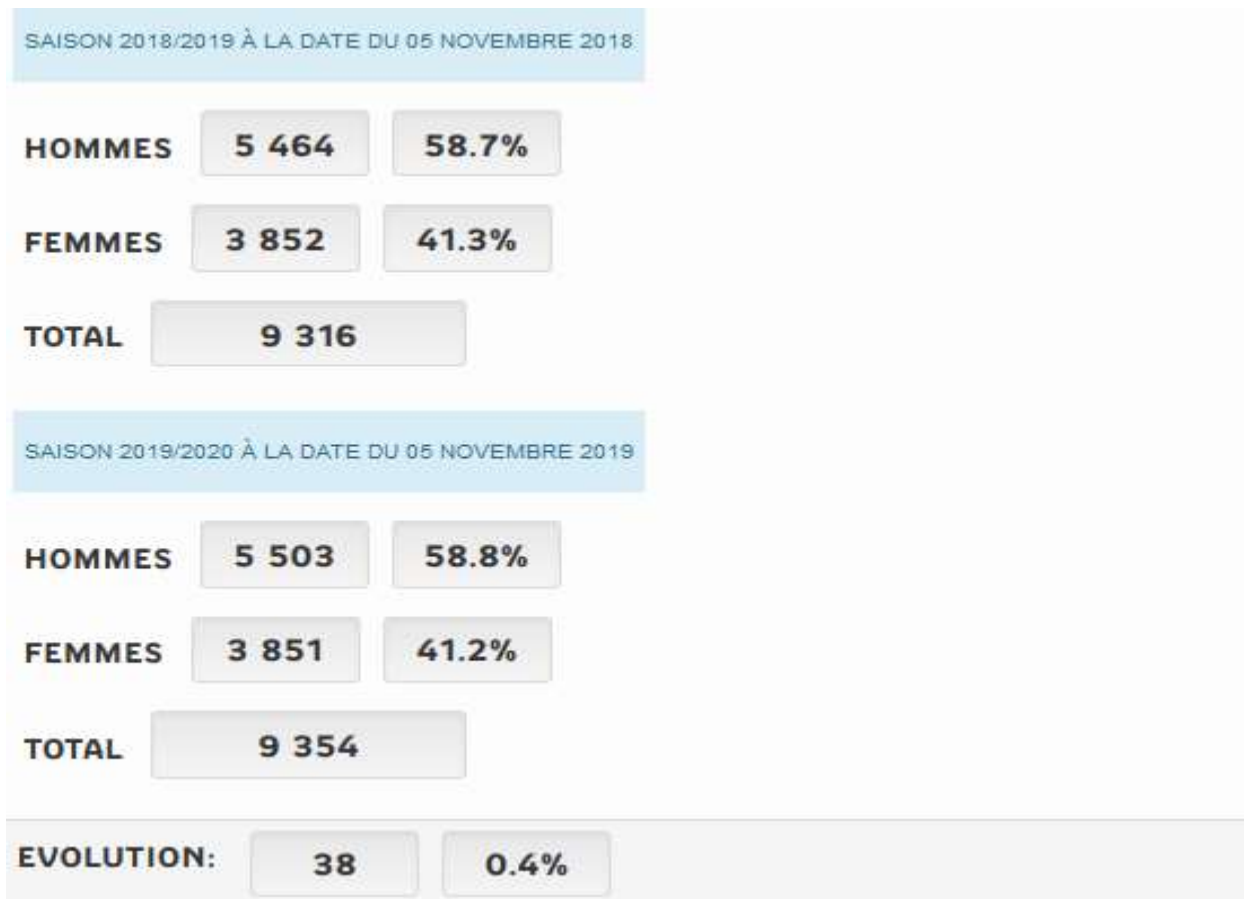 SAISON 2018/2019 À LA DATE DU 05 NOVEMBRE 2018
HOMMES 5 464 58.7%
FEMMES 3 852 41.3%
TOTAL 9 316
SAISON 2019/2020 À LA DATE DU 05 NOVEMBRE 2019
HOMMES 5 503 58.8%
FEMMES 3 851 41.2%
TOTAL 9 354
EVOLUTION: 38 0.4%